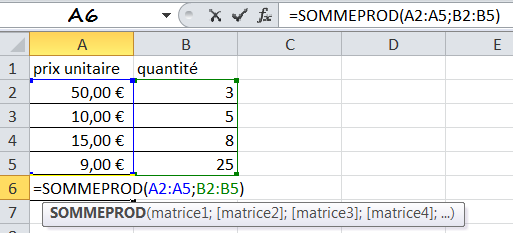 A6 =SOMMEPROD(A2:A5;B2:B5)
A B C D E
1 prix unitaire quantité
2 50,00 € 3
3 10,00 € 5
4 15,00 € 8
5 9,00 € 25
6 =SOMMEPROD(A2:A5;B2:B5)
7 SOMMEPROD(matrice1; [matrice2]; [matrice3]; [matrice4]; ...)